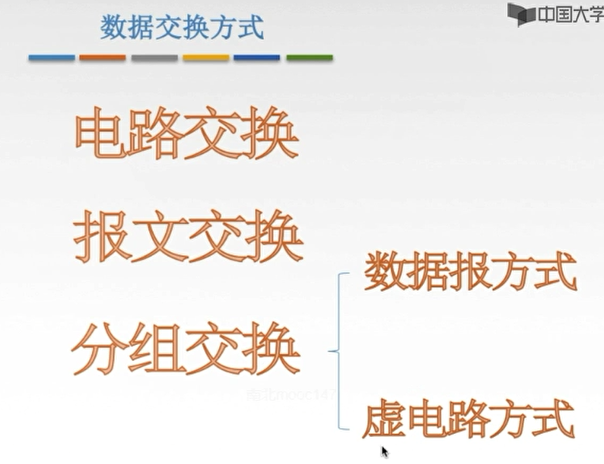 数据交换方式
中国大学
电路交换
报文交换
分组交换
数据报方式
虚电路方式